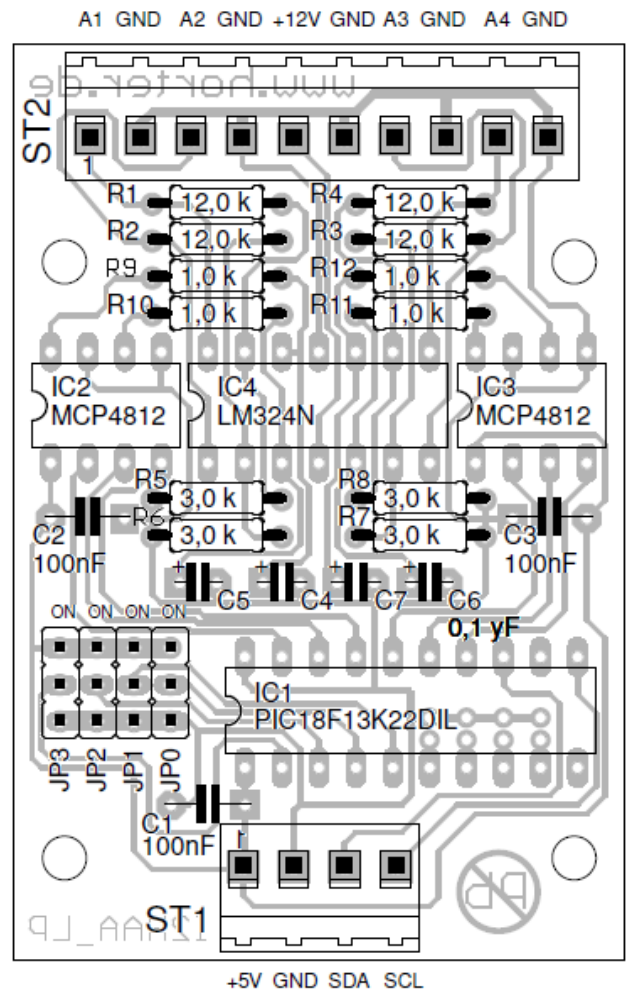 A1 GND A2 GND +12V GND A3 GND A4 GND
www.horter.de
ST2
1
R1 12,0 k R4 12,0 k
R2 12,0 k R3 12,0 k
R9 1,0 k R12 1,0 k
R10 1,0 k R11 1,0 k
IC2 IC4 IC3
MCP4812 LM324N MCP4812
R5 3,0 k R8 3,0 k
R6 3,0 k R7 3,0 k
C2 C3
100nF 100nF
+ + + +
C5 C4 C7 C6
0,1 yF
ON ON ON ON
IC1
PIC18F13K22DIL
JP3 JP2 JP1 JP0
C1
100nF
1
ST1
+5V GND SDA SCL